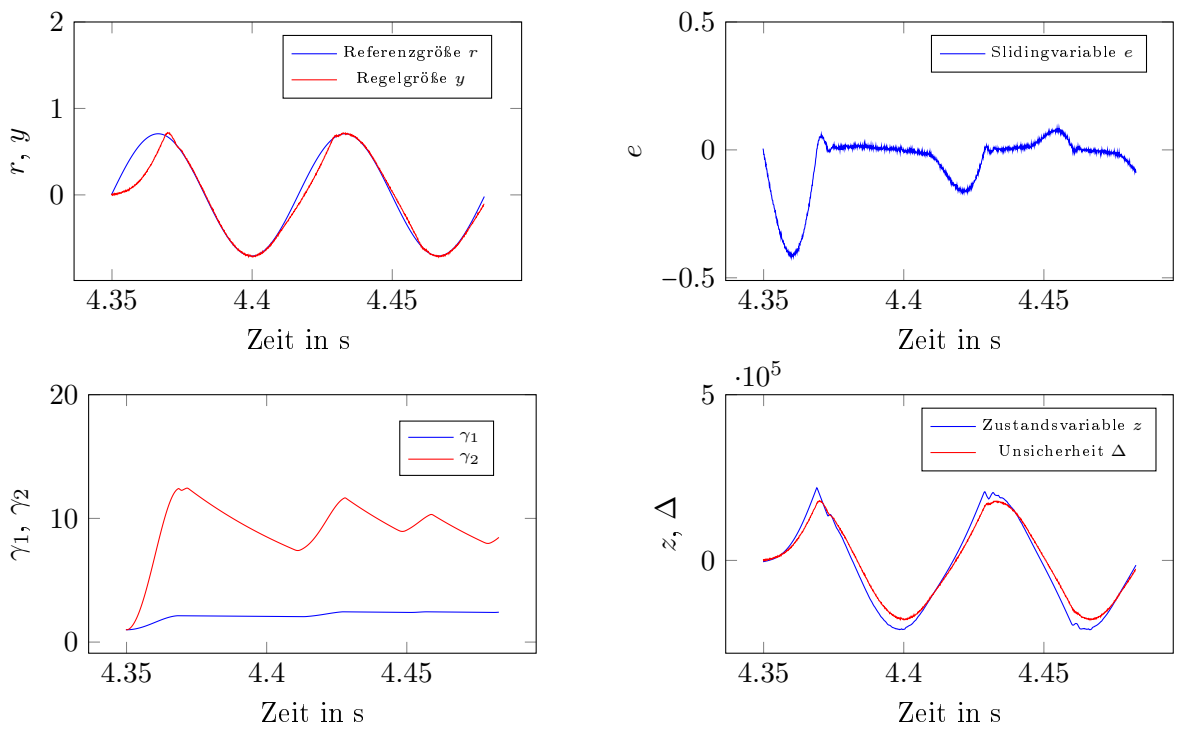 2
1
0
r, y
4.35 4.4 4.45
Zeit in s
Referenzgröße r
Regelgröße y
0.5
0
−0.5
e
4.35 4.4 4.45
Zeit in s
Slidingvariable e
20
10
0
γ1, γ2
4.35 4.4 4.45
Zeit in s
γ1
γ2
·10^5
5
0
z, Δ
4.35 4.4 4.45
Zeit in s
Zustandsvariable z
Unsicherheit Δ